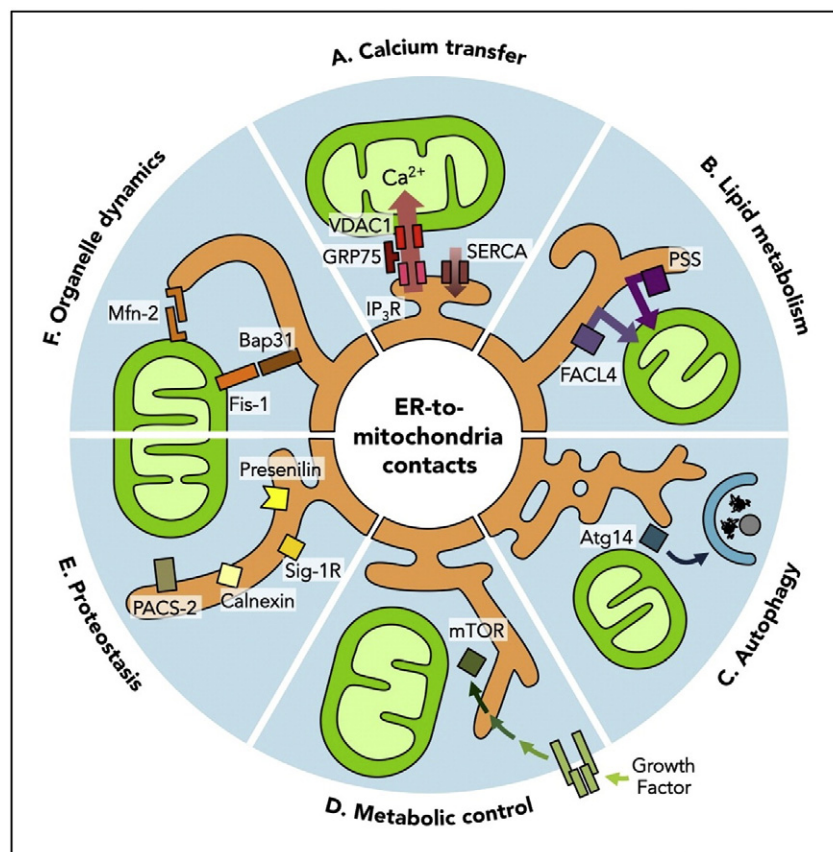 A. Calcium transfer
Ca²⁺
VDAC1
GRP75
SERCA
IP₃R
B. Lipid metabolism
PSS
FACL4
F. Organelle dynamics
Mfn-2
Bap31
Fis-1
ER-to-
mitochondria
contacts
Presenilin
Sig-1R
Calnexin
PACS-2
E. Proteostasis
Atg14
C. Autophagy
mTOR
Growth
Factor
D. Metabolic control